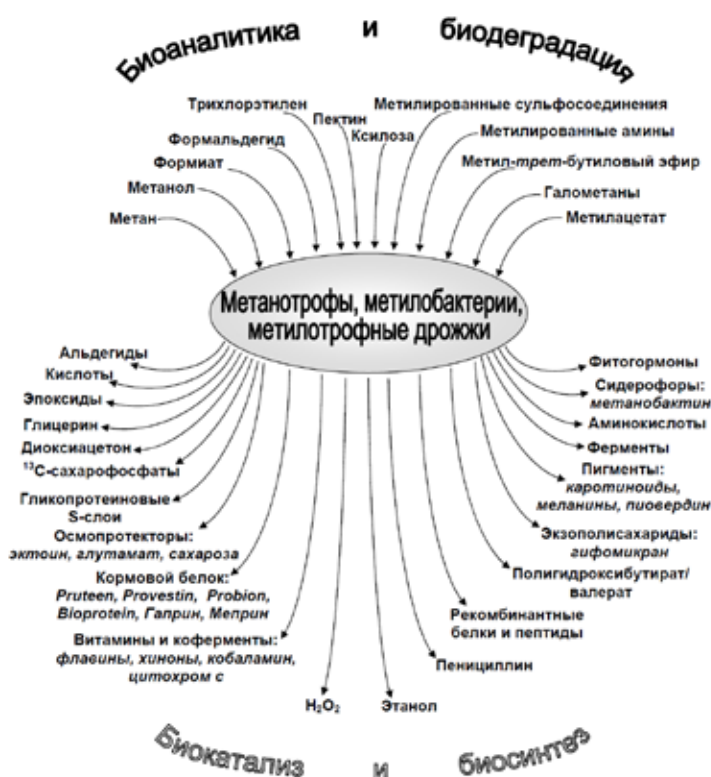 Биоаналитика и биодеградация
Трихлорэтилен
Пектин
Ксилоза
Метилированные сульфосоединения
Формальдегид
Метилированные амины
Формиат
Метил-трет-бутиловый эфир
Метанол
Галометаны
Метан
Метилацетат
Метанотрофы, метилобактерии,
метилотрофные дрожжи
Альдегиды
Кислоты
Эпоксиды
Глицерин
Диоксиацетон
¹³С-сахарофосфаты
Гликопротеиновые
S-слои
Осмопротекторы:
эктоин, глутамат, сахароза
Кормовой белок:
Pruteen, Provestin, Probion,
Bioprotein, Гаприн, Меприн
Витамины и коферменты:
флавины, хиноны, кобаламин,
цитохром с
H₂O₂
Этанол
Пенициллин
Рекомбинантные
белки и пептиды
Полигидроксибутират/
валерат
Экзополисахариды:
гифомикран
Пигменты:
каротиноиды,
меланины, пиовердин
Ферменты
Аминокислоты
Сидерофоры:
метанобактин
Фитогормоны
Биокатализ и биосинтез